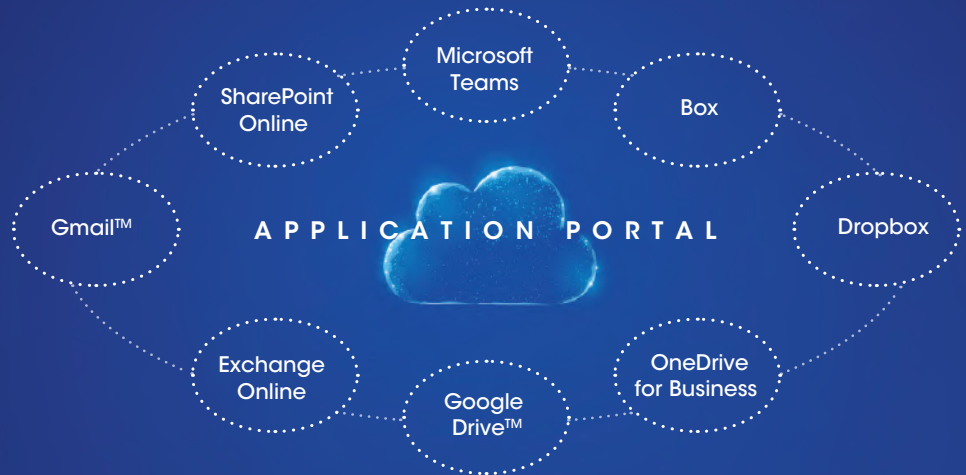 Microsoft
Teams
SharePoint
Online
Box
Gmail™
APPLICATION PORTAL
Dropbox
Exchange
Online
Google
Drive™
OneDrive
for Business